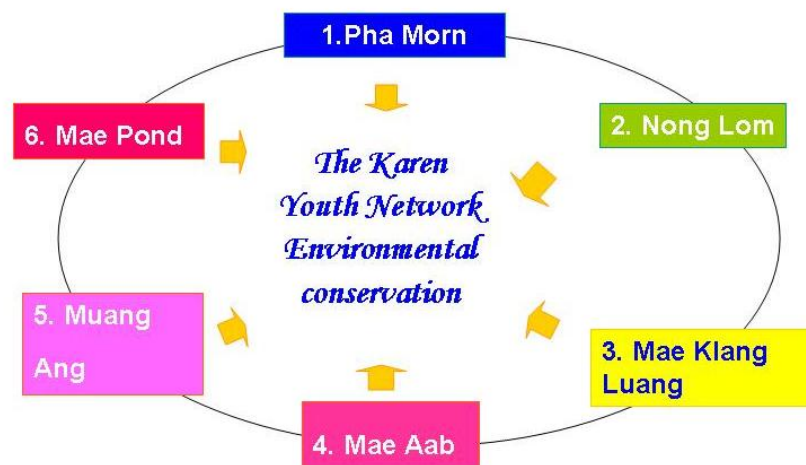 1.Pha Morn
2. Nong Lom
3. Mae Klang
Luang
4. Mae Aab
5. Muang
Ang
6. Mae Pond
The Karen
Youth Network
Environmental
conservation